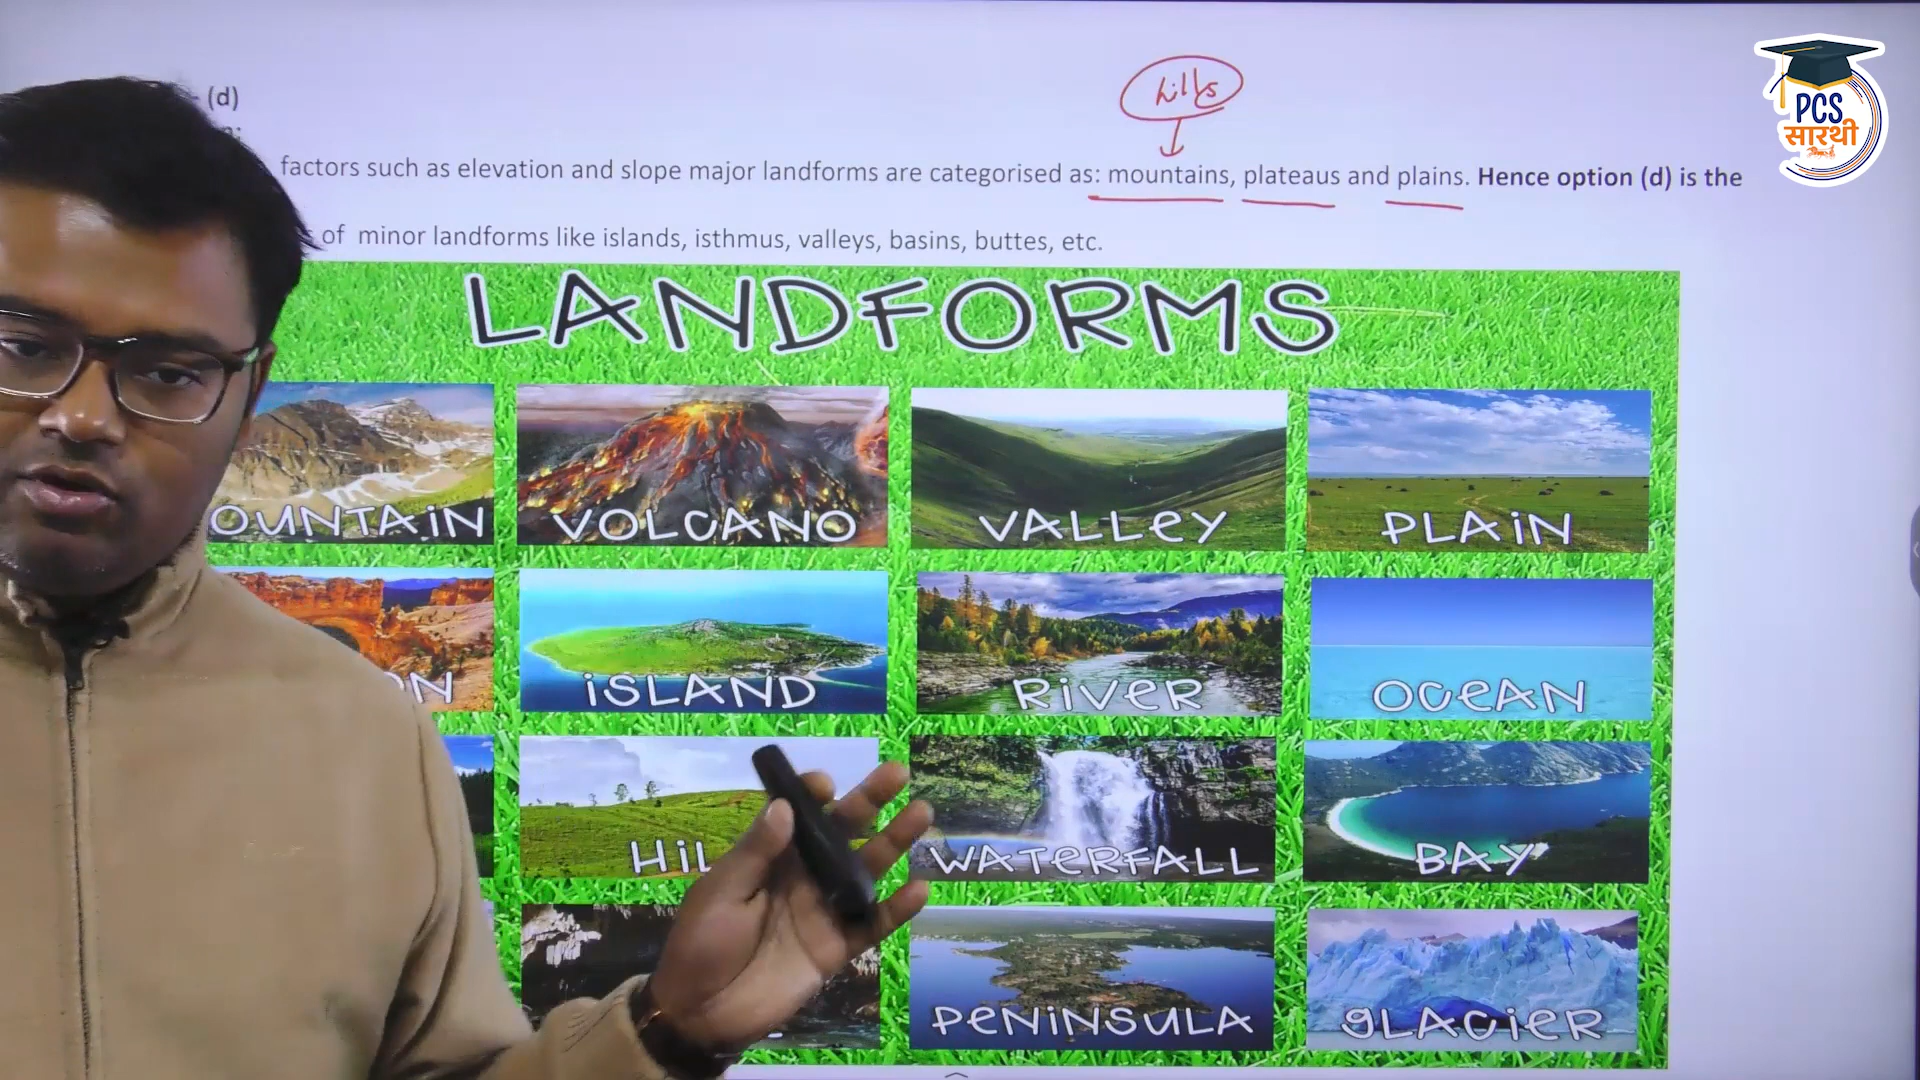 (d)
hills
factors such as elevation and slope major landforms are categorised as: mountains, plateaus and plains. Hence option (d) is the
of minor landforms like islands, isthmus, valleys, basins, buttes, etc.
LANDFORMS
OUNTAIN VOLCANO VALLEY PLAIN
ON ISLAND RIVER OCEAN
HIL WATERFALL BAY
PENINSULA GLACIER
PCS
सारथी